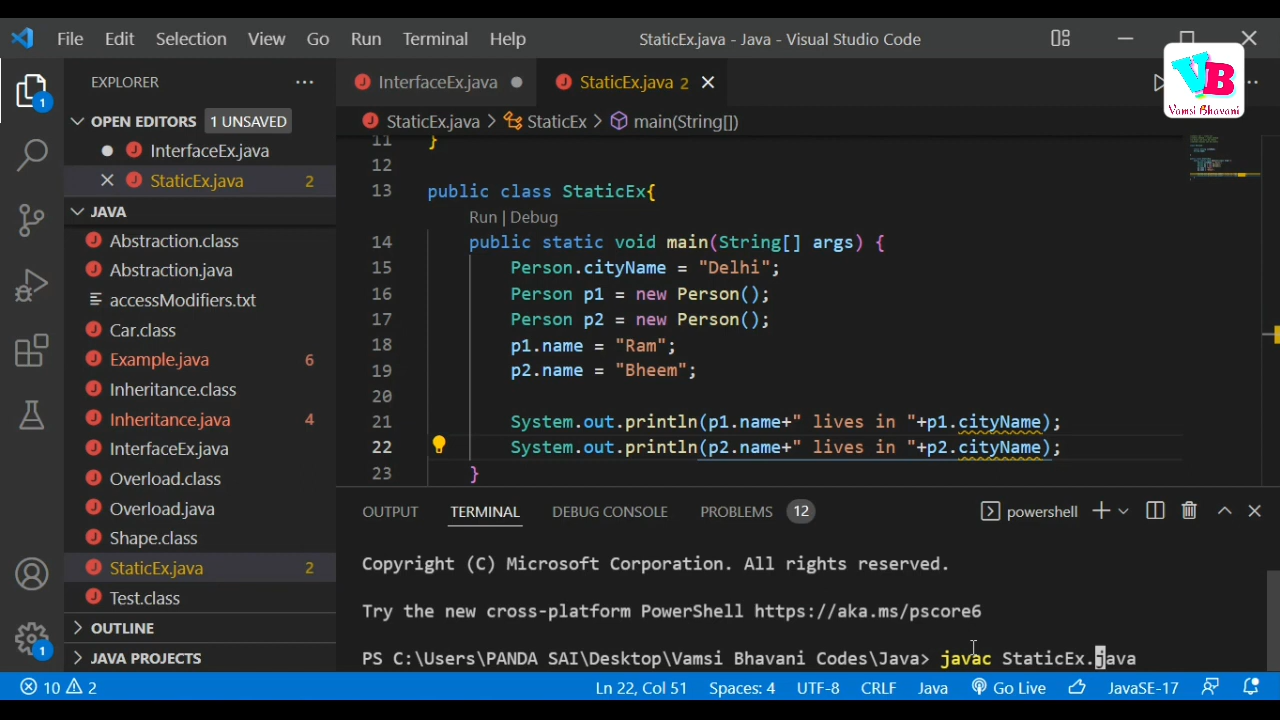 File Edit Selection View Go Run Terminal Help StaticEx.java - Java - Visual Studio Code
VB
Vamsi Bhavani
EXPLORER ...
InterfaceEx.java StaticEx.java 2
1
OPEN EDITORS 1 UNSAVED
StaticEx.java > StaticEx > main(String[])
InterfaceEx.java
StaticEx.java 2
JAVA
Abstraction.class
Abstraction.java
accessModifiers.txt
Car.class
Example.java 6
Inheritance.class
Inheritance.java 4
InterfaceEx.java
Overload.class
Overload.java
Shape.class
StaticEx.java 2
Test.class
OUTLINE
JAVA PROJECTS
1
11 }
12
13 public class StaticEx{
Run | Debug
14 public static void main(String[] args) {
15 Person.cityName = "Delhi";
16 Person p1 = new Person();
17 Person p2 = new Person();
18 p1.name = "Ram";
19 p2.name = "Bheem";
20
21 System.out.println(p1.name+" lives in "+p1.cityName);
22 System.out.println(p2.name+" lives in "+p2.cityName);
23 }
OUTPUT TERMINAL DEBUG CONSOLE PROBLEMS 12 powershell
Copyright (C) Microsoft Corporation. All rights reserved.
Try the new cross-platform PowerShell https://aka.ms/pscore6
PS C:\Users\PANDA SAI\Desktop\Vamsi Bhavani Codes\Java> javac StaticEx.java
10 2 Ln 22, Col 51 Spaces: 4 UTF-8 CRLF Java Go Live JavaSE-17